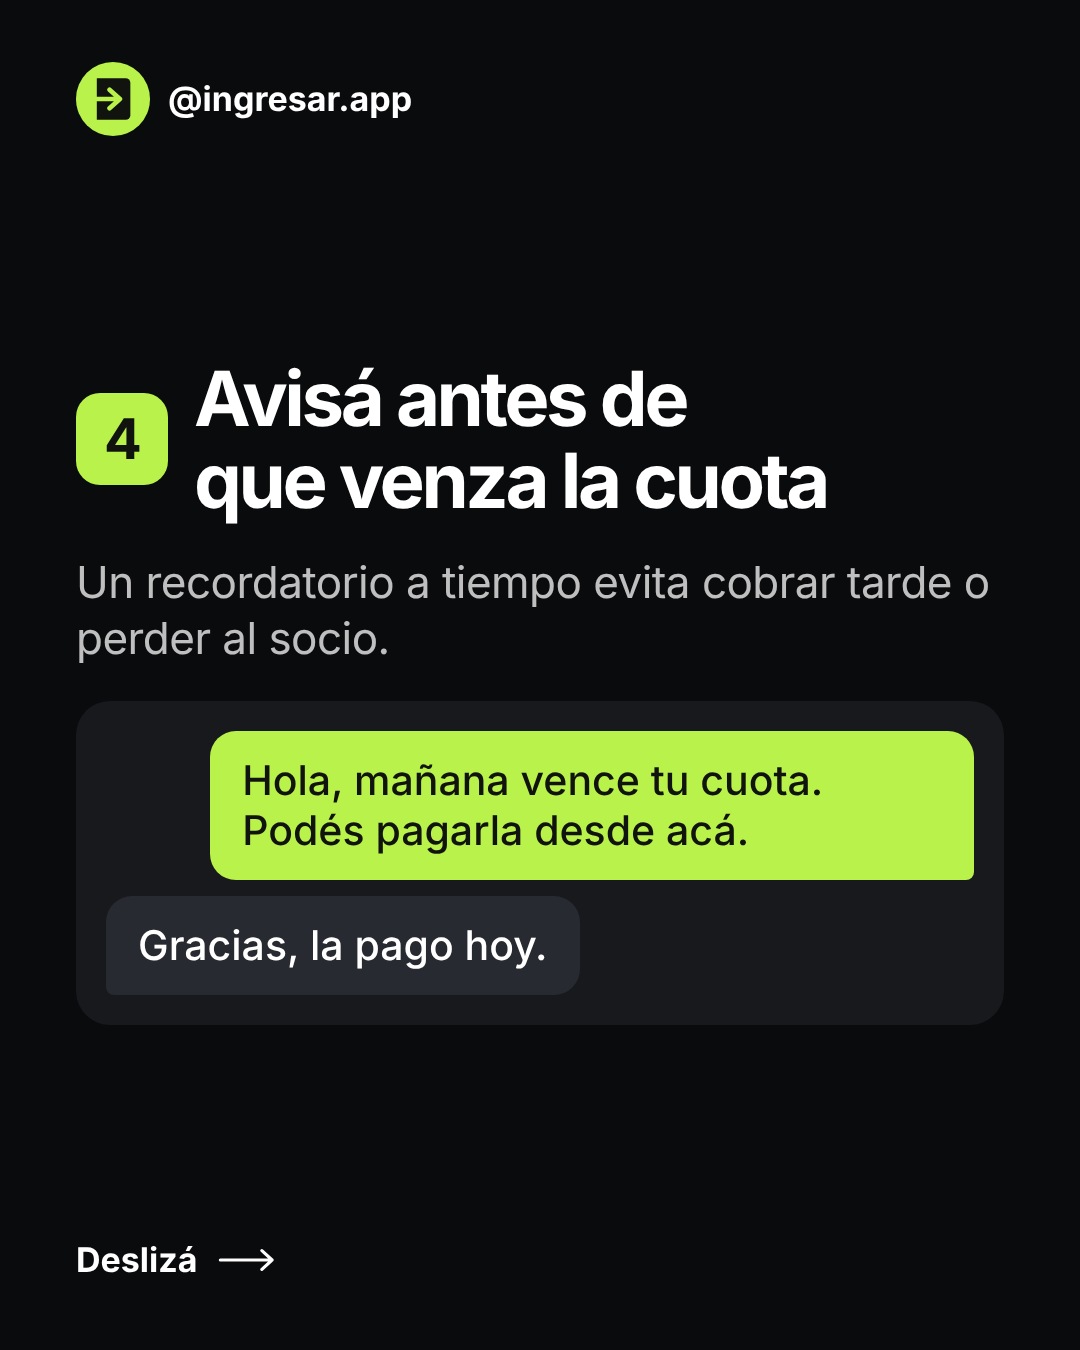 @ingresar.app
4
Avisá antes de
que venza la cuota
Un recordatorio a tiempo evita cobrar tarde o
perder al socio.
Hola, mañana vence tu cuota.
Podés pagarla desde acá.
Gracias, la pago hoy.
Deslizá